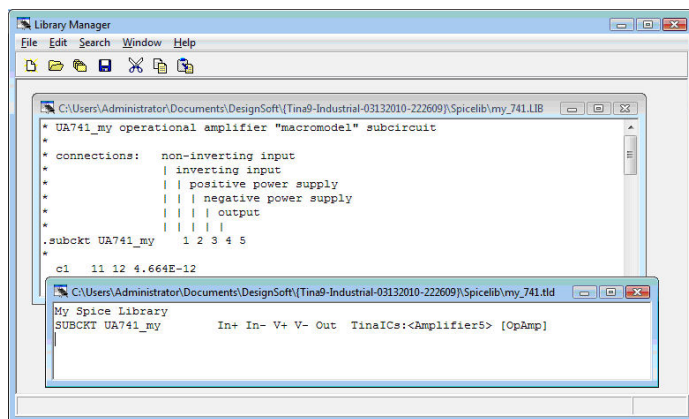 Library Manager
File Edit Search Window Help
C:\Users\Administrator\Documents\DesignSoft\{Tina9-Industrial-03132010-222609}\Spicelib\my_741.LIB
* UA741_my operational amplifier "macromodel" subcircuit
*
* connections:   non-inverting input
*                | inverting input
*                | | positive power supply
*                | | | negative power supply
*                | | | | output
*                | | | | |
.subckt UA741_my    1 2 3 4 5
*
  c1   11 12 4.664E-12
C:\Users\Administrator\Documents\DesignSoft\{Tina9-Industrial-03132010-222609}\Spicelib\my_741.tld
My Spice Library
SUBCKT UA741_my        In+ In- V+ V- Out  TinaICs:<Amplifier5> [OpAmp]